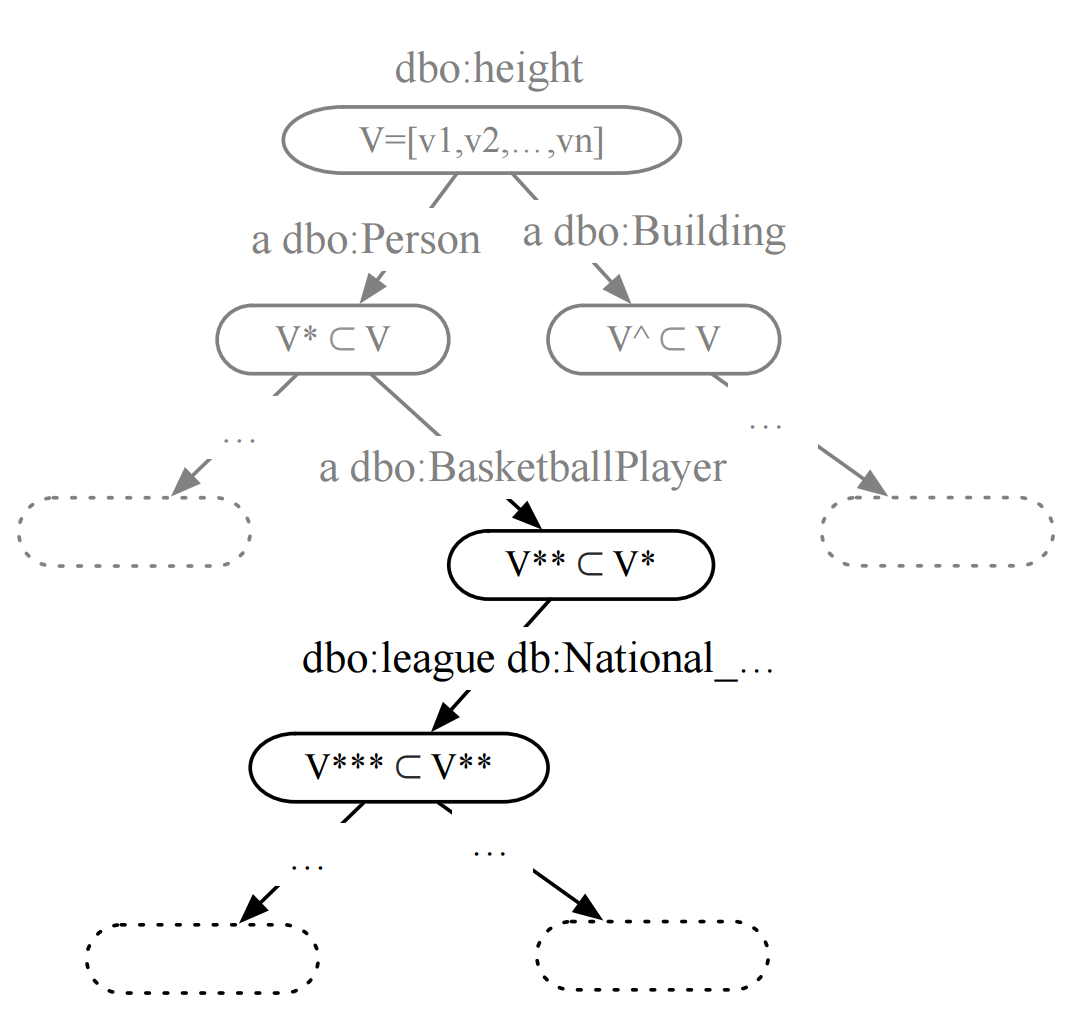 dbo:height
V=[v1,v2,…,vn]
a dbo:Person
a dbo:Building
V* ⊂ V
V^ ⊂ V
…
…
a dbo:BasketballPlayer
V** ⊂ V*
dbo:league db:National_…
V*** ⊂ V**
…
…